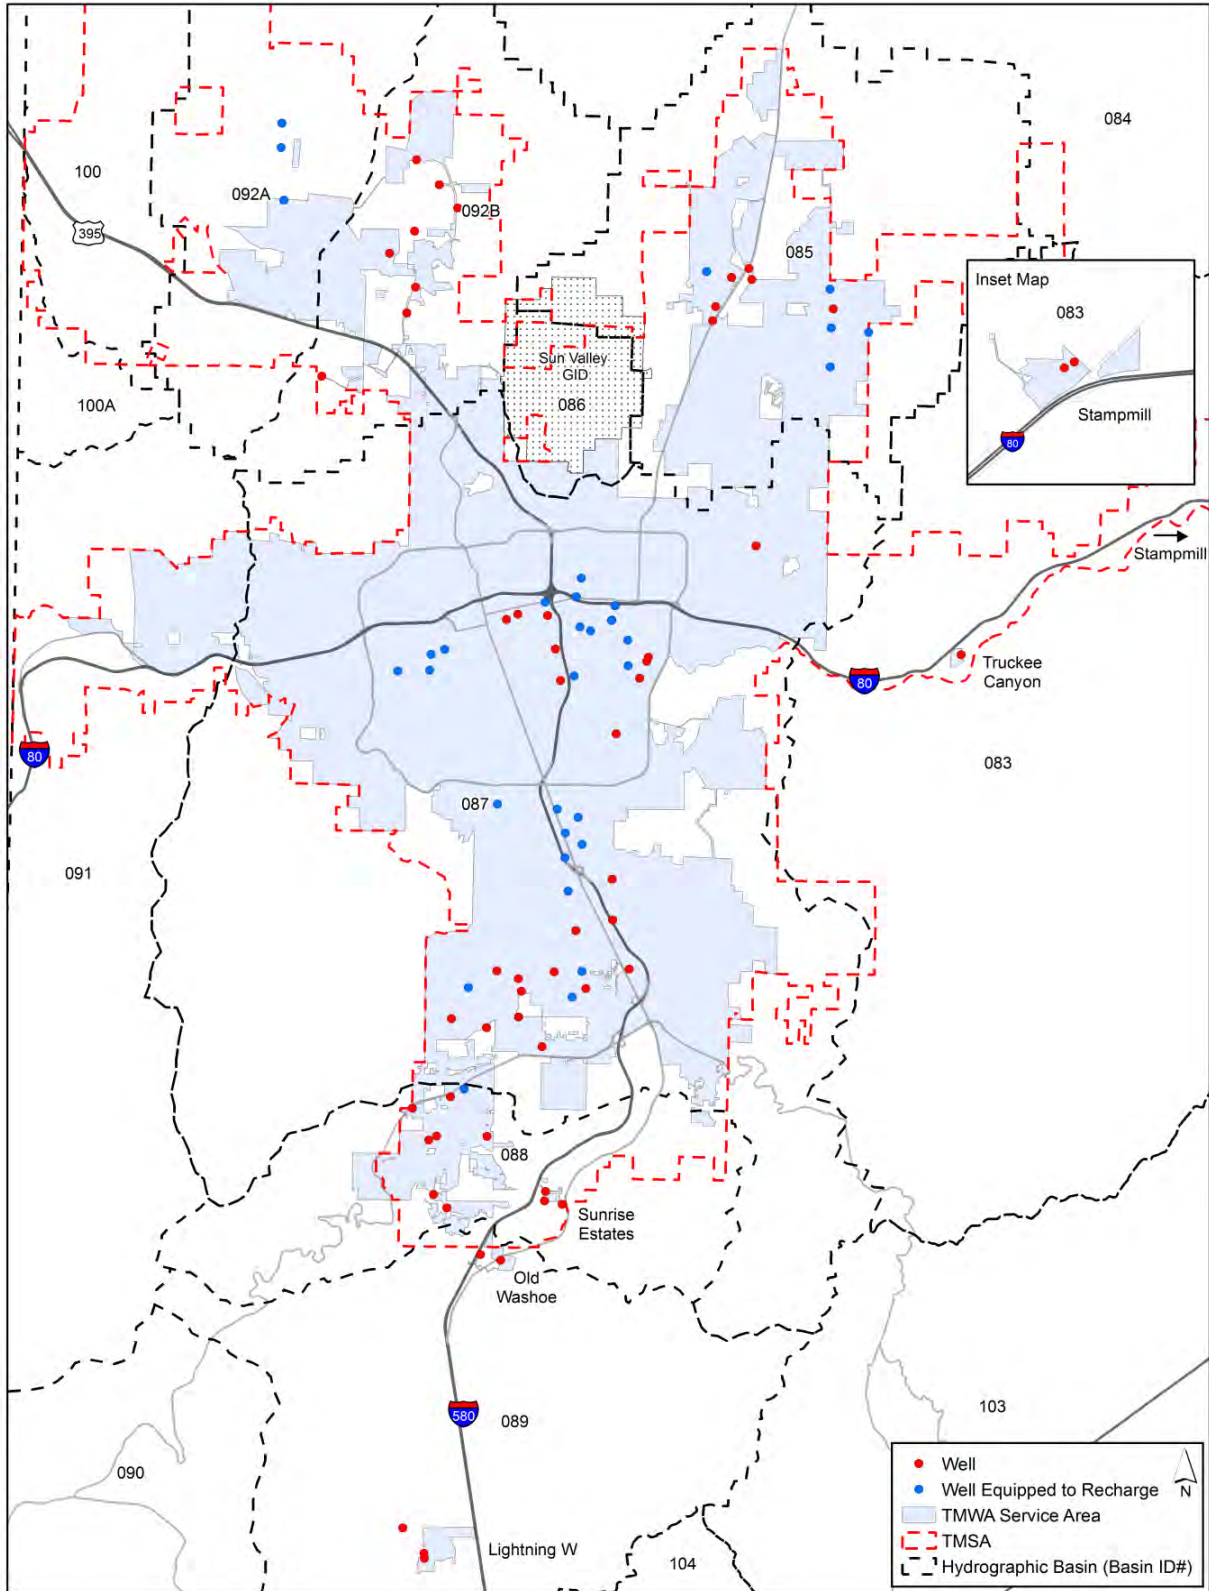 084
100
092A
092B
395
085
Inset Map
083
Stampmill
80
Sun Valley
GID
086
100A
Stampmill
Truckee
Canyon
80
80
083
087
091
088
Sunrise
Estates
Old
Washoe
580
089
103
090
Lightning W
104
Well
Well Equipped to Recharge
N
TMWA Service Area
TMSA
Hydrographic Basin (Basin ID#)